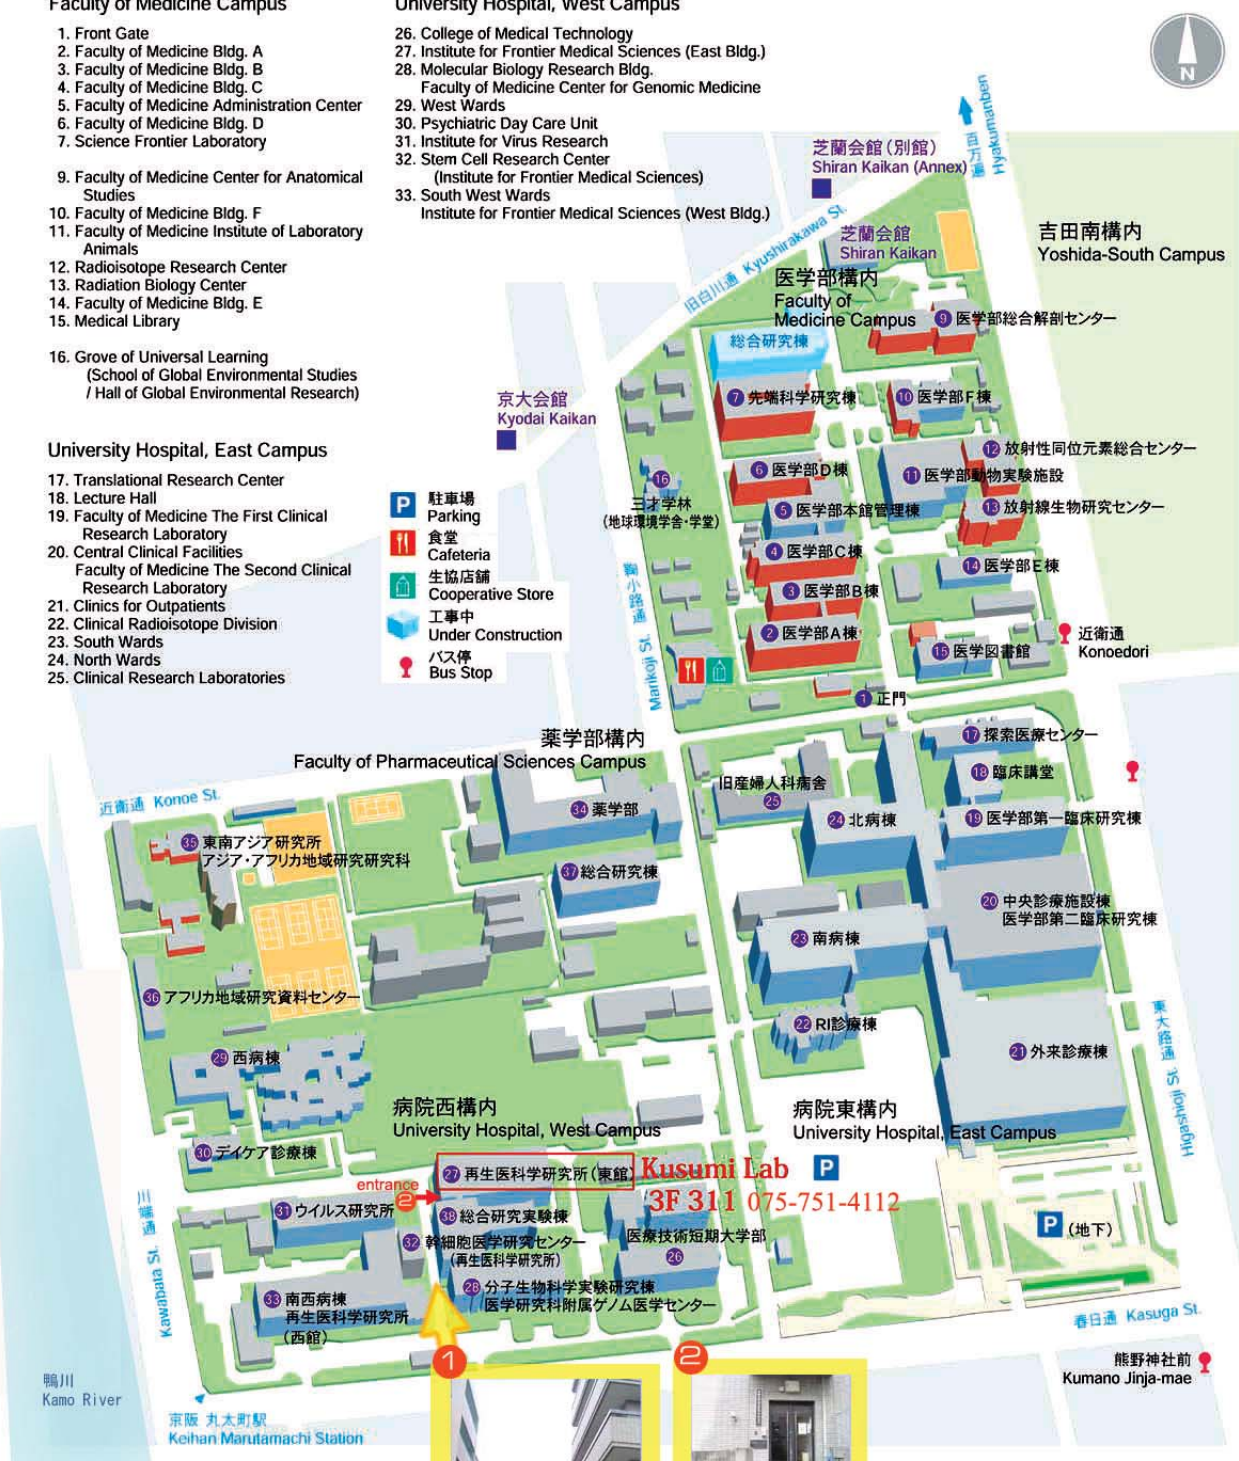 Faculty of Medicine Campus
1. Front Gate
2. Faculty of Medicine Bldg. A
3. Faculty of Medicine Bldg. B
4. Faculty of Medicine Bldg. C
5. Faculty of Medicine Administration Center
6. Faculty of Medicine Bldg. D
7. Science Frontier Laboratory
9. Faculty of Medicine Center for Anatomical
Studies
10. Faculty of Medicine Bldg. F
11. Faculty of Medicine Institute of Laboratory
Animals
12. Radioisotope Research Center
13. Radiation Biology Center
14. Faculty of Medicine Bldg. E
15. Medical Library
16. Grove of Universal Learning
(School of Global Environmental Studies
/ Hall of Global Environmental Research)
University Hospital, East Campus
17. Translational Research Center
18. Lecture Hall
19. Faculty of Medicine The First Clinical
Research Laboratory
20. Central Clinical Facilities
Faculty of Medicine The Second Clinical
Research Laboratory
21. Clinics for Outpatients
22. Clinical Radioisotope Division
23. South Wards
24. North Wards
25. Clinical Research Laboratories
University Hospital, West Campus
26. College of Medical Technology
27. Institute for Frontier Medical Sciences (East Bldg.)
28. Molecular Biology Research Bldg.
Faculty of Medicine Center for Genomic Medicine
29. West Wards
30. Psychiatric Day Care Unit
31. Institute for Virus Research
32. Stem Cell Research Center
(Institute for Frontier Medical Sciences)
33. South West Wards
Institute for Frontier Medical Sciences (West Bldg.)
N
P
駐車場
Parking
食堂
Cafeteria
生協店舗
Cooperative Store
工事中
Under Construction
バス停
Bus Stop
百万遍
Hyakumanben
芝蘭会館(別館)
Shiran Kaikan (Annex)
旧白川通 Kyushirakawa St.
芝蘭会館
Shiran Kaikan
吉田南構内
Yoshida-South Campus
医学部構内
Faculty of
Medicine Campus
9 医学部総合解剖センター
総合研究棟
京大会館
Kyodai Kaikan
7 先端科学研究棟
10 医学部F棟
12 放射性同位元素総合センター
6 医学部D棟
11 医学部動物実験施設
16
三才学林
(地球環境学舎・学堂)
5 医学部本館管理棟
13 放射線生物研究センター
4 医学部C棟
14 医学部E棟
3 医学部B棟
鞠小路通
Marikoji St.
2 医学部A棟
15 医学図書館
近衛通
Konoedori
1 正門
薬学部構内
Faculty of Pharmaceutical Sciences Campus
17 探索医療センター
18 臨床講堂
旧産婦人科病舎
25
近衛通 Konoe St.
34 薬学部
24 北病棟
19 医学部第一臨床研究棟
35 東南アジア研究所
アジア・アフリカ地域研究研究科
37 総合研究棟
20 中央診療施設棟
医学部第二臨床研究棟
23 南病棟
36 アフリカ地域研究資料センター
22 RI診療棟
東大路通
Higashioji St.
29 西病棟
21 外来診療棟
病院西構内
University Hospital, West Campus
病院東構内
University Hospital, East Campus
30 デイケア診療棟
27 再生医科学研究所(東館)
Kusumi Lab
P
entrance
2
3F 311 075-751-4112
川端通
Kawabata St.
31 ウイルス研究所
38 総合研究実験棟
32 幹細胞医学研究センター
(再生医科学研究所)
医療技術短期大学部
26
P (地下)
28 分子生物科学実験研究棟
医学研究科附属ゲノム医学センター
33 南西病棟
再生医科学研究所
(西館)
春日通 Kasuga St.
1
2
熊野神社前
Kumano Jinja-mae
鴨川
Kamo River
京阪 丸太町駅
Keihan Marutamachi Station